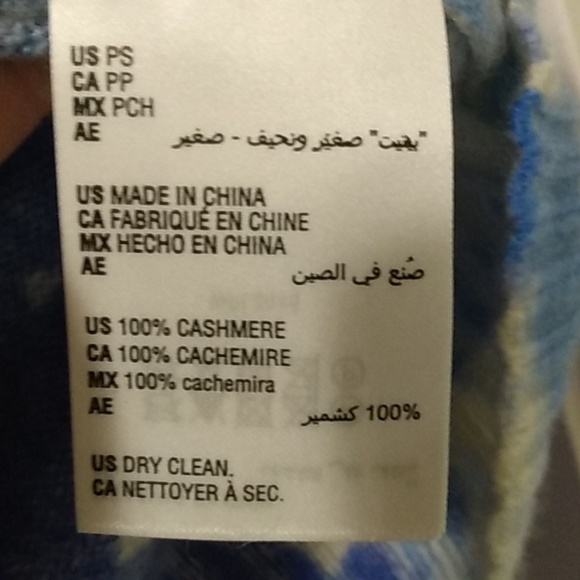 US PS
CA PP
MX PCH
AE "بيتيت" صغير ونحيف - صغير
US MADE IN CHINA
CA FABRIQUÉ EN CHINE
MX HECHO EN CHINA
AE صُنع في الصين
US 100% CASHMERE
CA 100% CACHEMIRE
MX 100% cachemira
AE 100% كشمير
US DRY CLEAN.
CA NETTOYER À SEC.